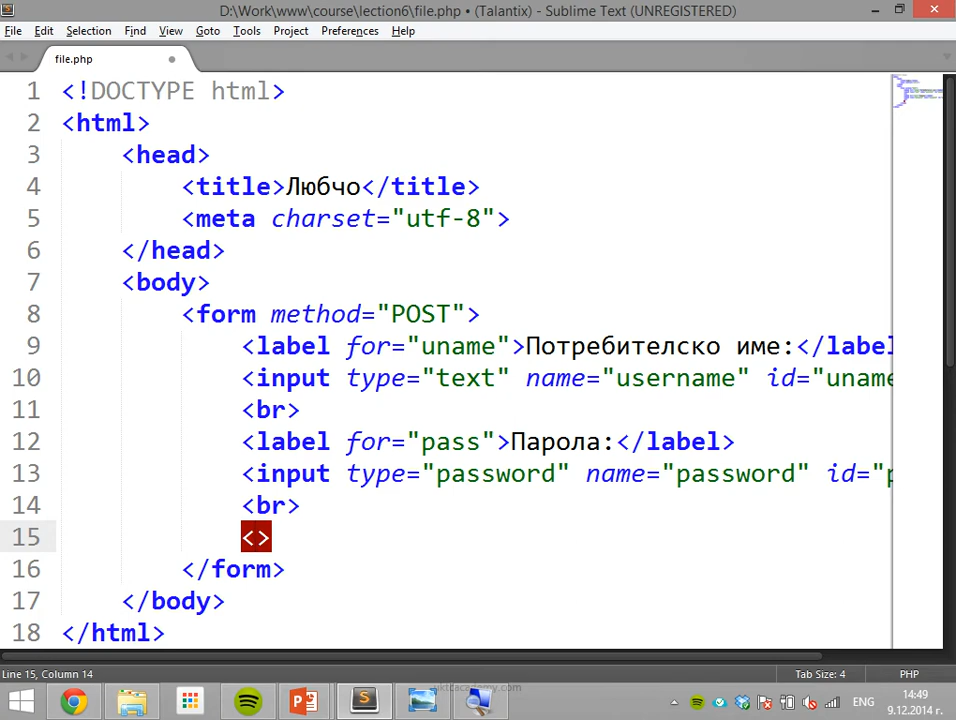 D:\Work\www\course\lection6\file.php • (Talantix) - Sublime Text (UNREGISTERED)
File Edit Selection Find View Goto Tools Project Preferences Help
file.php
1 <!DOCTYPE html>
2 <html>
3 <head>
4 <title>Любчо</title>
5 <meta charset="utf-8">
6 </head>
7 <body>
8 <form method="POST">
9 <label for="uname">Потребителско име:</label
10 <input type="text" name="username" id="uname
11 <br>
12 <label for="pass">Парола:</label>
13 <input type="password" name="password" id="p
14 <br>
15 <>
16 </form>
17 </body>
18 </html>
Line 15, Column 14 Tab Size: 4 PHP
ENG
14:49
9.12.2014 г.